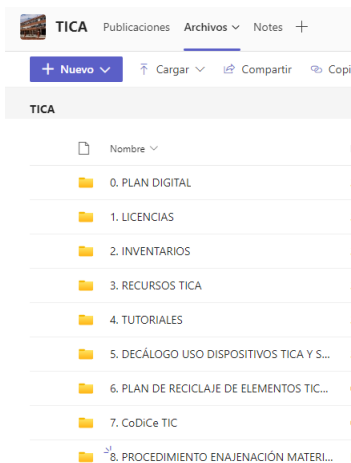 TICA Publicaciones Archivos Notes
Nuevo Cargar Compartir Copi
TICA
Nombre
0. PLAN DIGITAL
1. LICENCIAS
2. INVENTARIOS
3. RECURSOS TICA
4. TUTORIALES
5. DECÁLOGO USO DISPOSITIVOS TICA Y S...
6. PLAN DE RECICLAJE DE ELEMENTOS TIC...
7. CoDiCe TIC
8. PROCEDIMIENTO ENAJENACIÓN MATERI...